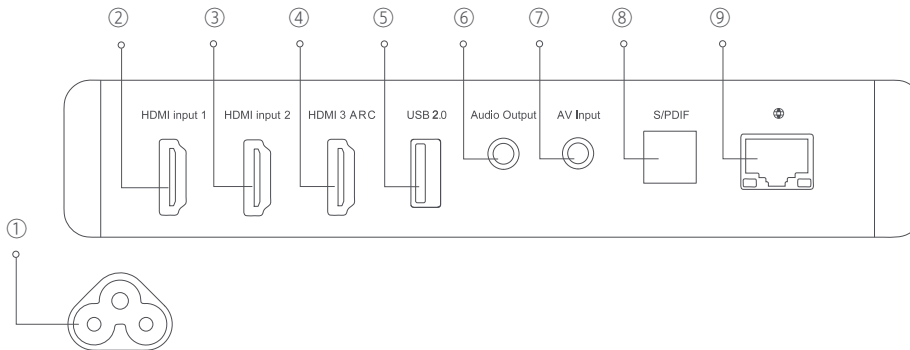 ② ③ ④ ⑤ ⑥ ⑦ ⑧ ⑨
HDMI input 1 HDMI input 2 HDMI 3 ARC USB 2.0 Audio Output AV Input S/PDIF
①